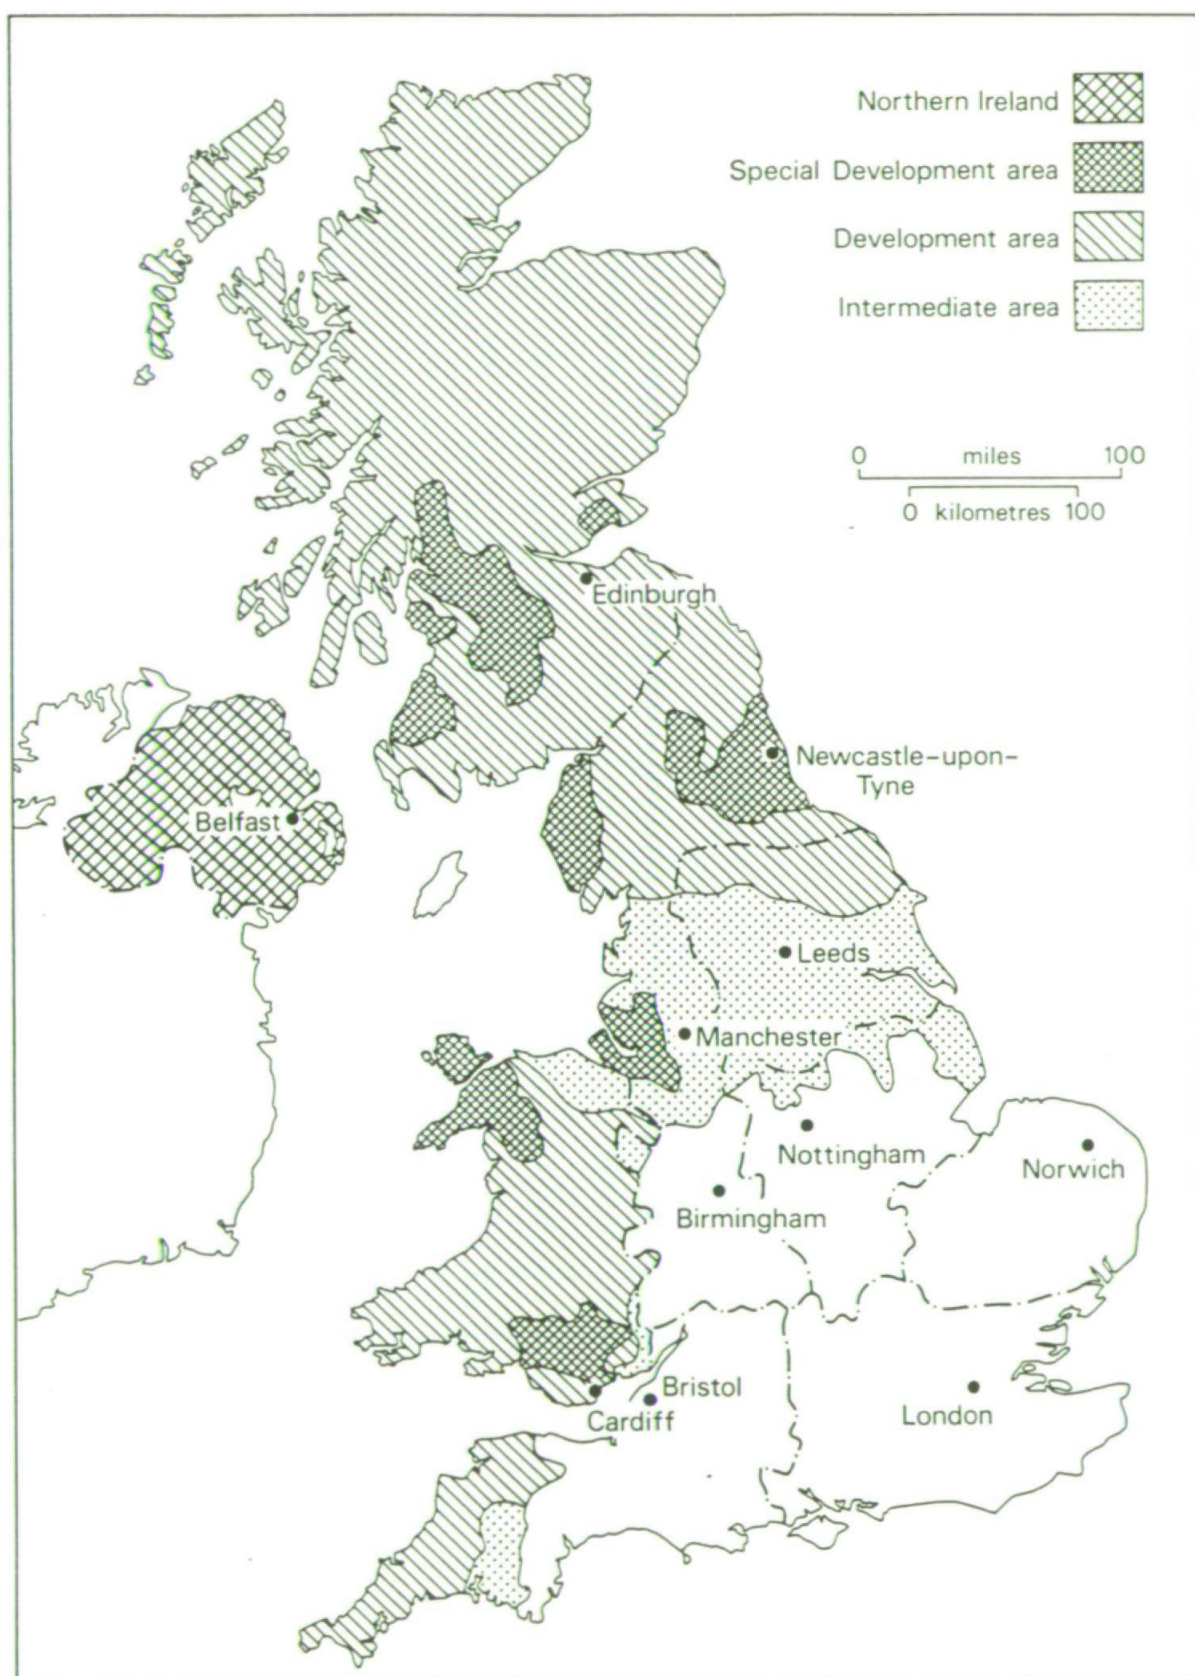 Northern Ireland
Special Development area
Development area
Intermediate area
0 miles 100
0 kilometres 100
Edinburgh
Newcastle-upon-
Tyne
Belfast
Leeds
Manchester
Nottingham
Norwich
Birmingham
Bristol
Cardiff
London